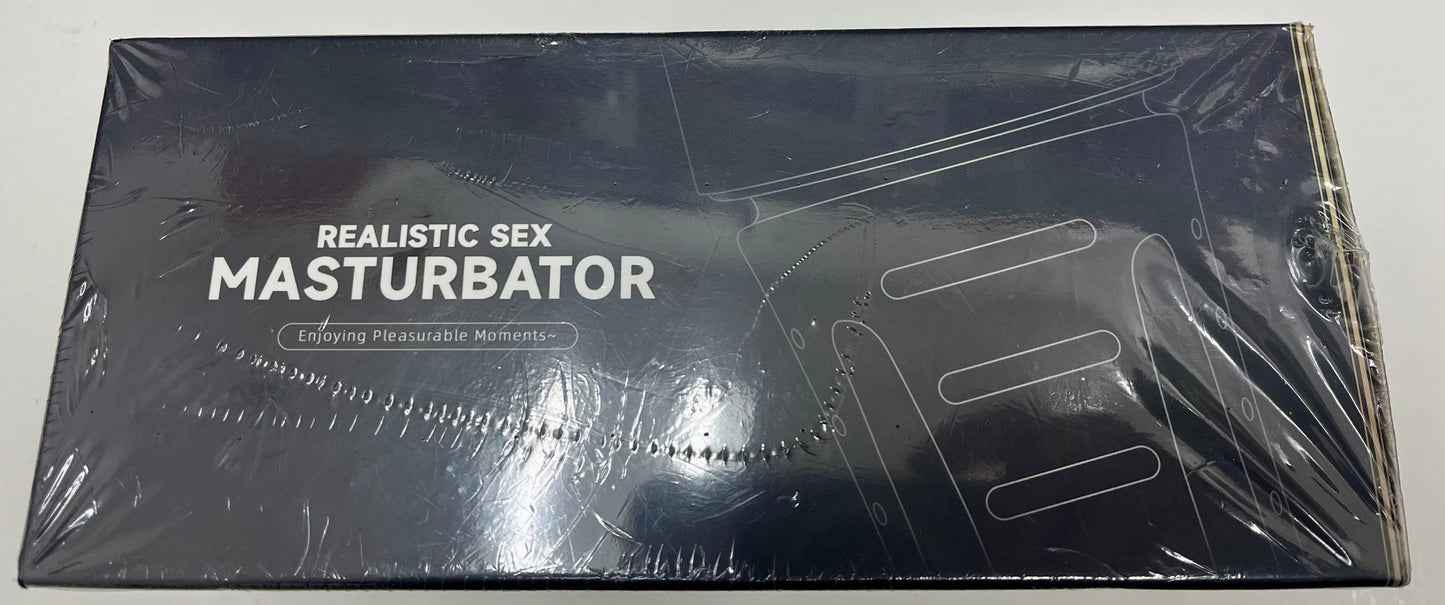 REALISTIC SEX
MASTURBATOR
Enjoying Pleasurable Moments~